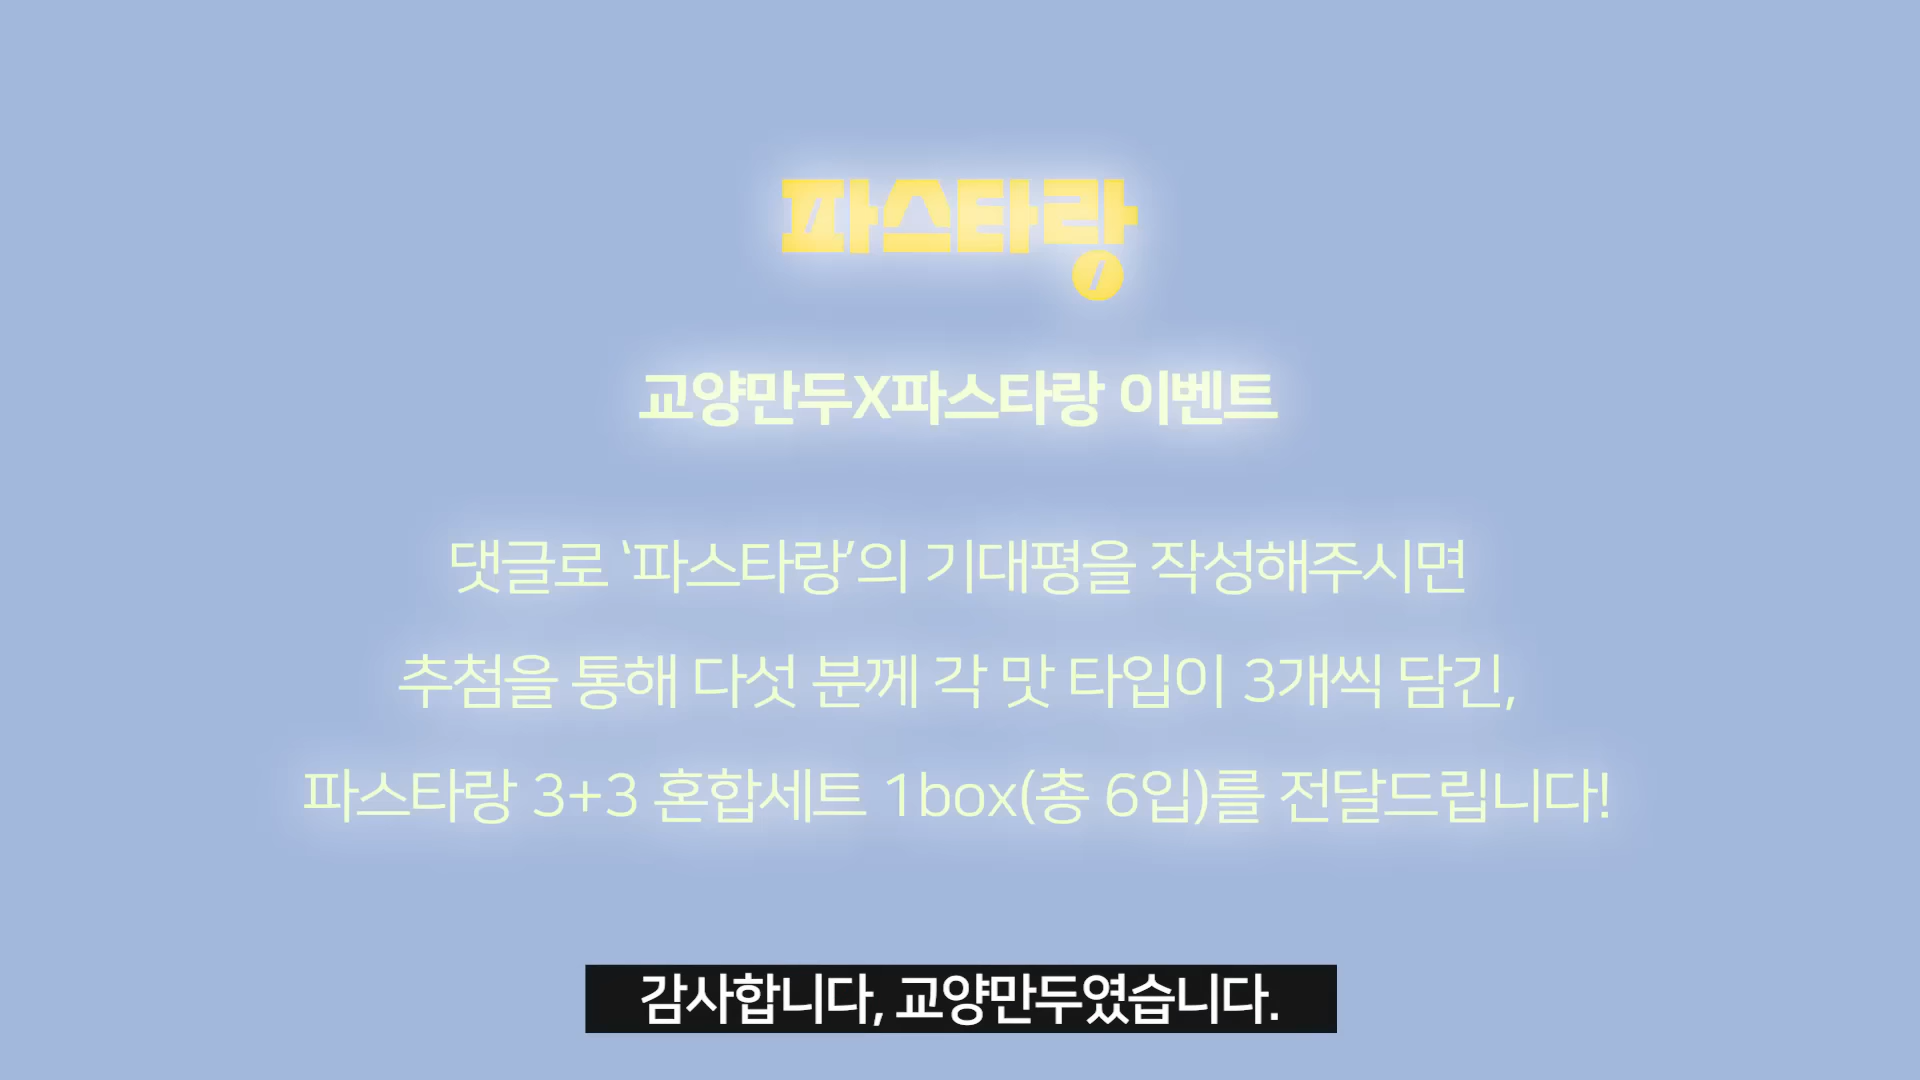 파스타랑
교양만두X파스타랑 이벤트
댓글로 ‘파스타랑’의 기대평을 작성해주시면
추첨을 통해 다섯 분께 각 맛 타입이 3개씩 담긴,
파스타랑 3+3 혼합세트 1box(총 6입)를 전달드립니다!
감사합니다, 교양만두였습니다.